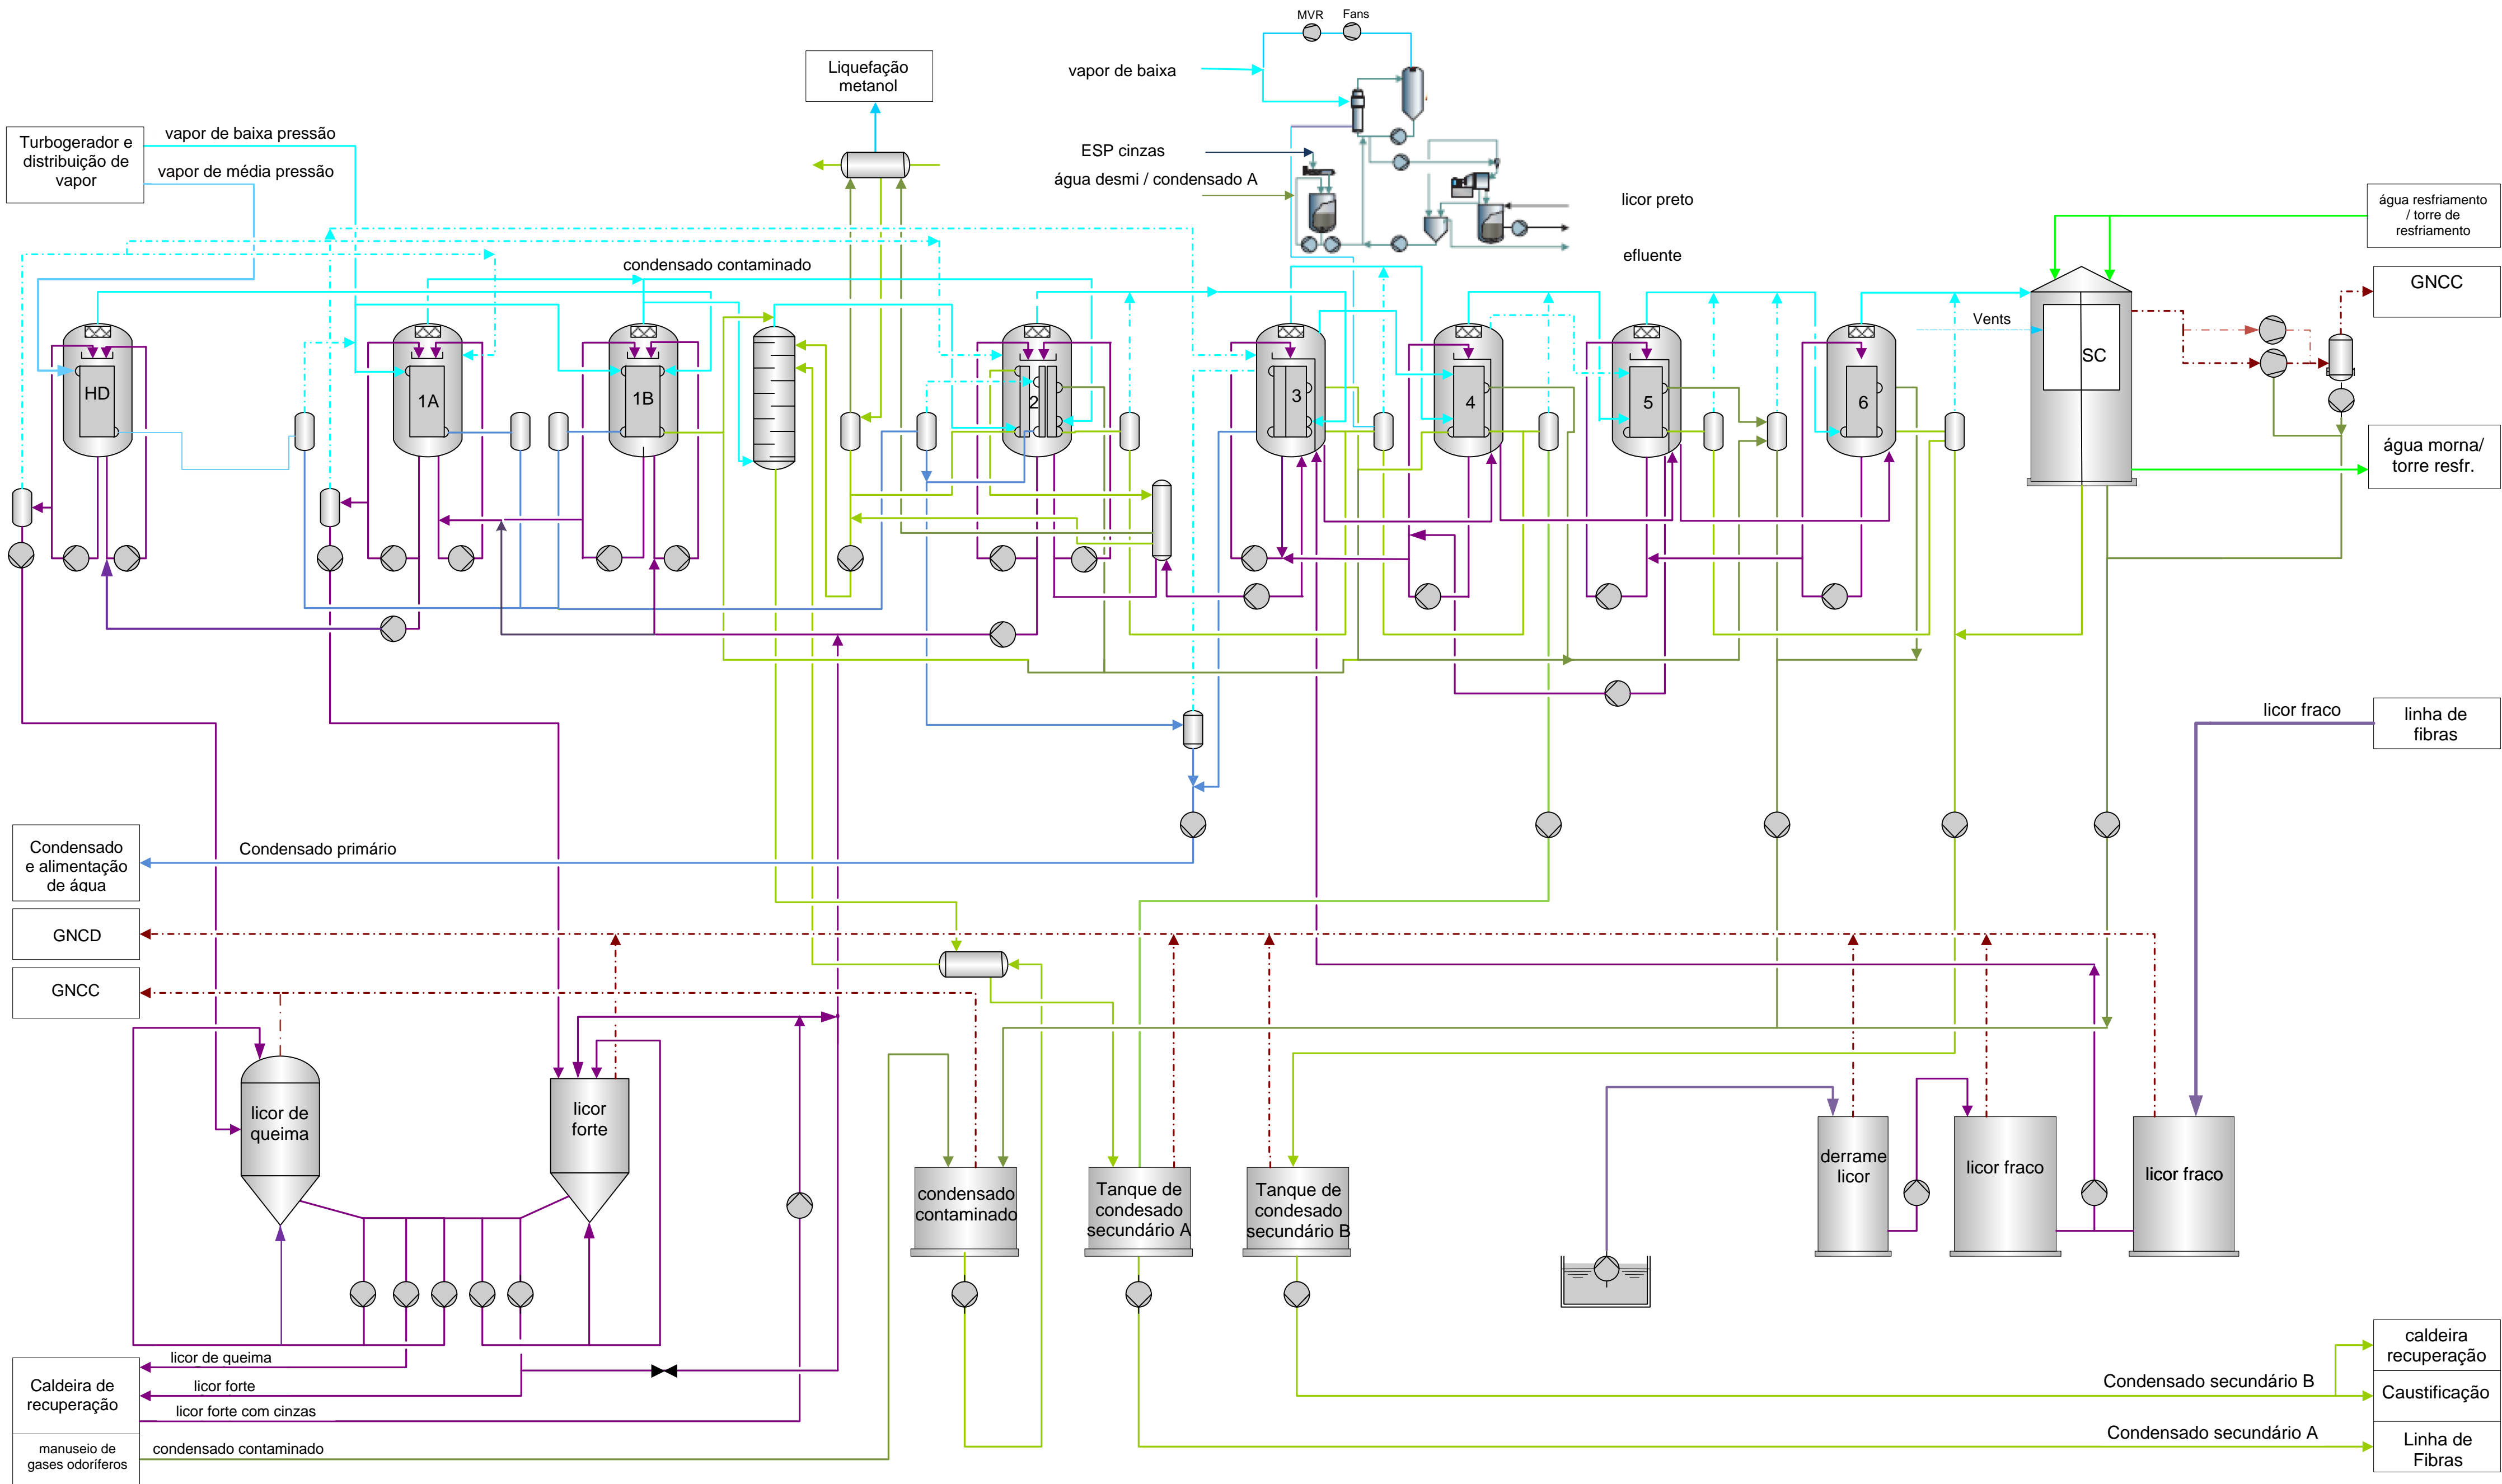 MVR
Fans
Liquefação
metanol
vapor de baixa
Turbogerador e
distribuição de
vapor
vapor de baixa pressão
vapor de média pressão
ESP cinzas
água desmi / condensado A
licor preto
efluente
água resfriamento
/ torre de
resfriamento
GNCC
condensado contaminado
Vents
HD
1A
1B
2
3
4
5
6
SC
água morna/
torre resfr.
licor fraco
linha de
fibras
Condensado
e alimentação
de água
Condensado primário
GNCD
GNCC
licor de
queima
licor
forte
condensado
contaminado
Tanque de
condesado
secundário A
Tanque de
condesado
secundário B
derrame
licor
licor fraco
licor fraco
Caldeira de
recuperação
licor de queima
licor forte
licor forte com cinzas
manuseio de
gases odoríferos
condensado contaminado
caldeira
recuperação
Condensado secundário B
Caustificação
Condensado secundário A
Linha de
Fibras